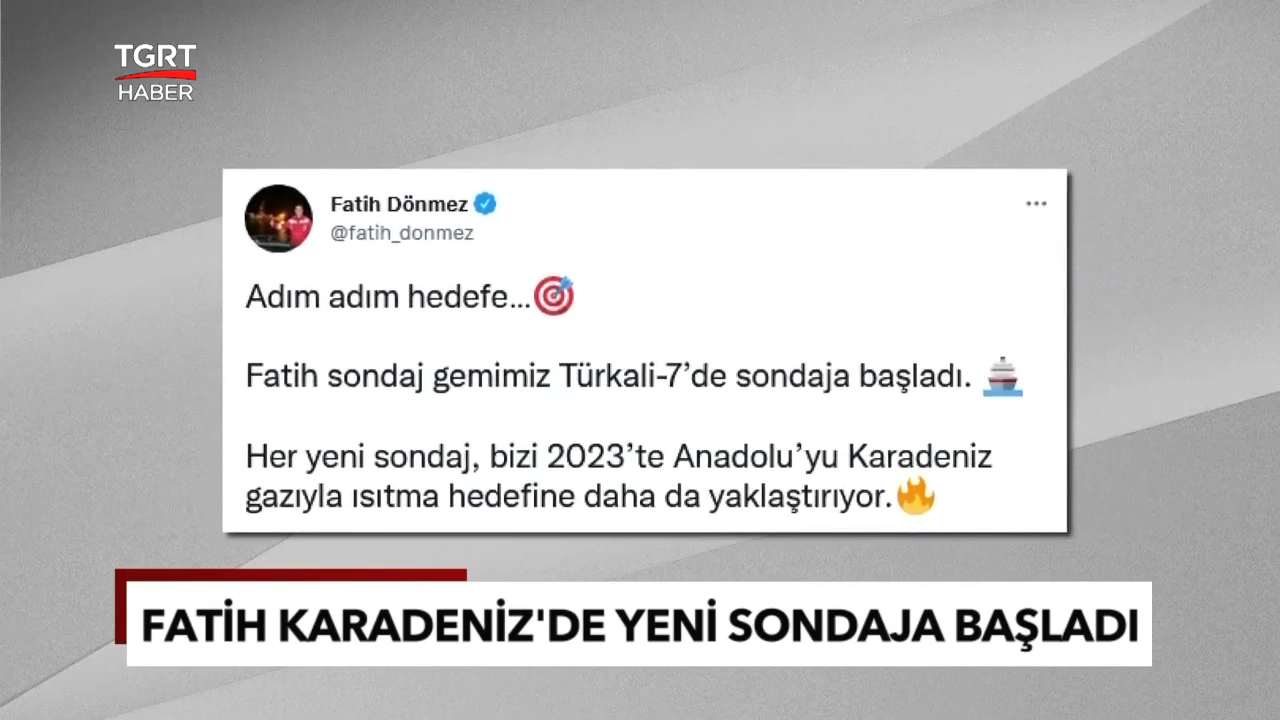 TGRT
HABER
Fatih Dönmez
@fatih_donmez
Adım adım hedefe...🎯
Fatih sondaj gemimiz Türkali-7’de sondaja başladı. 🛳️
Her yeni sondaj, bizi 2023’te Anadolu’yu Karadeniz
gazıyla ısıtma hedefine daha da yaklaştırıyor.🔥
FATİH KARADENİZ'DE YENİ SONDAJA BAŞLADI